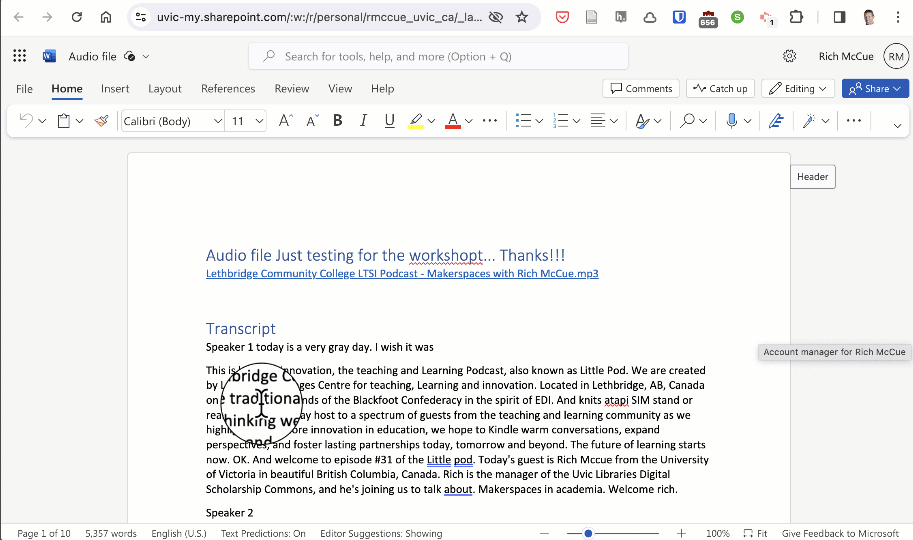 uvic-my.sharepoint.com/:w:/r/personal/rmccue_uvic_ca/_la...
656
S
1
Audio file
Search for tools, help, and more (Option + Q)
Rich McCue
RM
File Home Insert Layout References Review View Help
Comments Catch up Editing Share
Calibri (Body) 11 A A B I U A
Header
Audio file Just testing for the workshopt... Thanks!!!
Lethbridge Community College LTSI Podcast - Makerspaces with Rich McCue.mp3
Transcript
Speaker 1 today is a very gray day. I wish it was
Account manager for Rich McCue
This is bridge C nnovation, the teaching and Learning Podcast, also known as Little Pod. We are created
by L ges Centre for teaching, Learning and innovation. Located in Lethbridge, AB, Canada
on traditiona nds of the Blackfoot Confederacy in the spirit of EDI. And knits atapi SIM stand or
hinking we ay host to a spectrum of guests from the teaching and learning community as we
high ore innovation in education, we hope to Kindle warm conversations, expand
perspectives, and foster lasting partnerships today, tomorrow and beyond. The future of learning starts
now. OK. And welcome to episode #31 of the Little pod. Today's guest is Rich Mccue from the University
of Victoria in beautiful British Columbia, Canada. Rich is the manager of the Uvic Libraries Digital
Scholarship Commons, and he's joining us to talk about. Makerspaces in academia. Welcome rich.
Speaker 2
Page 1 of 10 5,357 words English (U.S.) Text Predictions: On Editor Suggestions: Showing 100% Fit Give Feedback to Microsoft